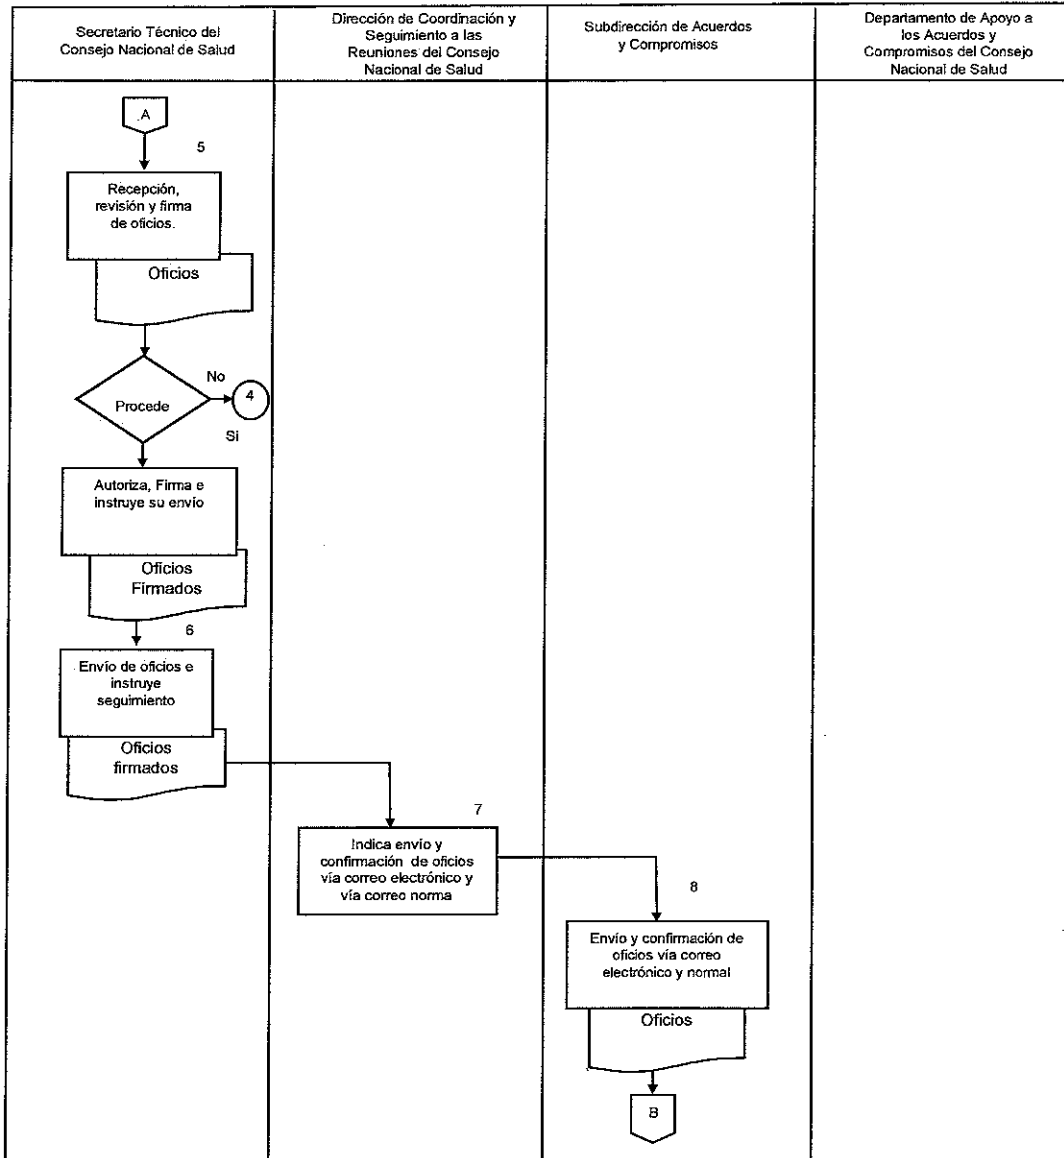 Secretario Técnico del
Consejo Nacional de Salud
Dirección de Coordinación y
Seguimiento a las
Reuniones del Consejo
Nacional de Salud
Subdirección de Acuerdos
y Compromisos
Departamento de Apoyo a
los Acuerdos y
Compromisos del Consejo
Nacional de Salud
A
5
Recepción,
revisión y firma
de oficios.
Oficios
Procede
No
4
Si
Autoriza, Firma e
instruye su envío
Oficios
Firmados
6
Envío de oficios e
instruye
seguimiento
Oficios
firmados
7
Indica envío y
confirmación de oficios
vía correo electrónico y
vía correo norma
8
Envío y confirmación de
oficios vía correo
electrónico y normal
Oficios
B